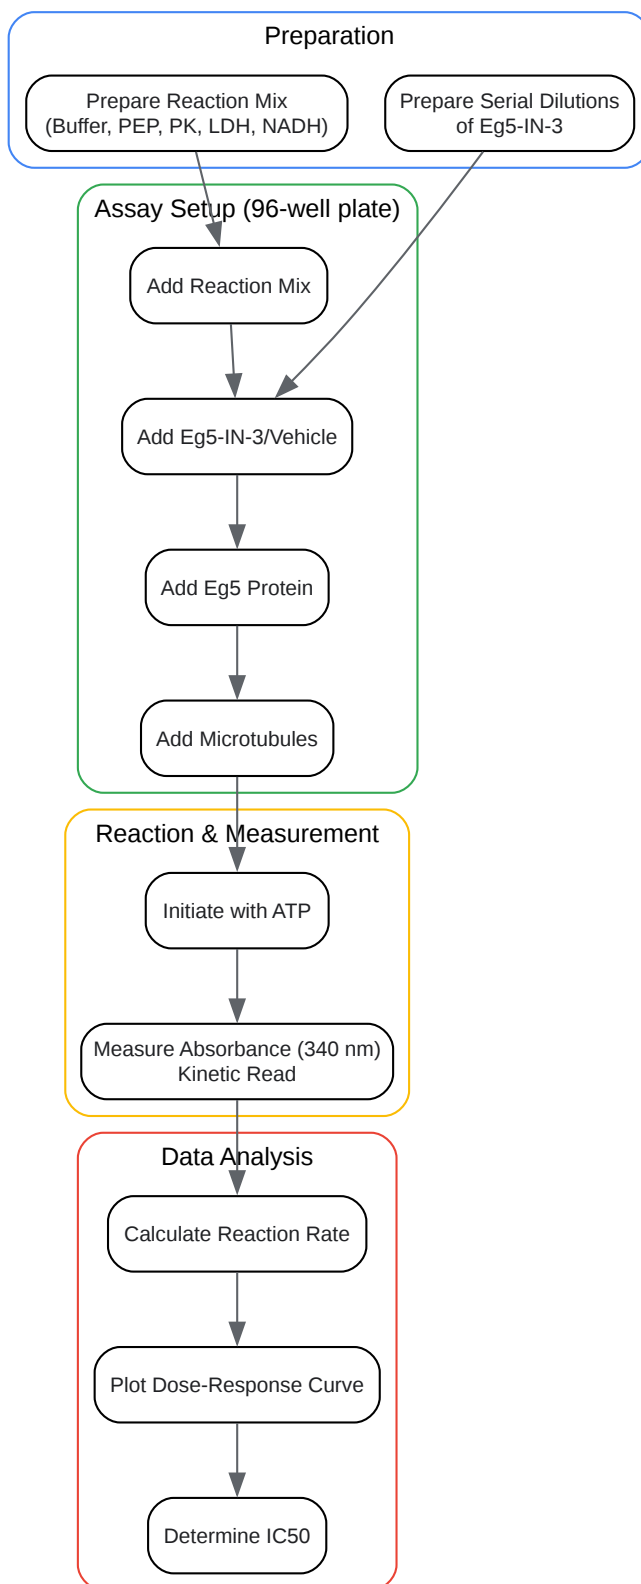 Preparation
Prepare Reaction Mix
(Buffer, PEP, PK, LDH, NADH)
Prepare Serial Dilutions
of Eg5-IN-3
Assay Setup (96-well plate)
Add Reaction Mix
Add Eg5-IN-3/Vehicle
Add Eg5 Protein
Add Microtubules
Reaction & Measurement
Initiate with ATP
Measure Absorbance (340 nm)
Kinetic Read
Data Analysis
Calculate Reaction Rate
Plot Dose-Response Curve
Determine IC50